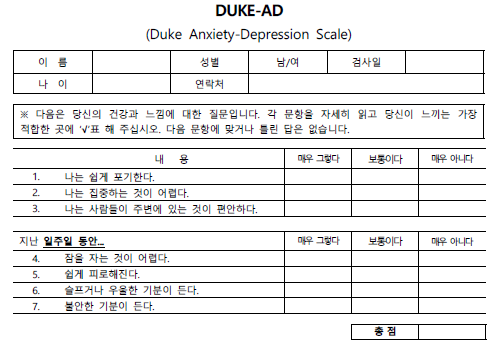 DUKE-AD
(Duke Anxiety-Depression Scale)
이 름 성별 남/여 검사일
나 이 연락처
※ 다음은 당신의 건강과 느낌에 대한 질문입니다. 각 문항을 자세히 읽고 당신이 느끼는 가장
적합한 곳에 '√'표 해 주십시오. 다음 문항에 맞거나 틀린 답은 없습니다.
내 용 매우 그렇다 보통이다 매우 아니다
1. 나는 쉽게 포기한다.
2. 나는 집중하는 것이 어렵다.
3. 나는 사람들이 주변에 있는 것이 편안하다.
지난 일주일 동안... 매우 그렇다 보통이다 매우 아니다
4. 잠을 자는 것이 어렵다.
5. 쉽게 피로해진다.
6. 슬프거나 우울한 기분이 든다.
7. 불안한 기분이 든다.
총 점